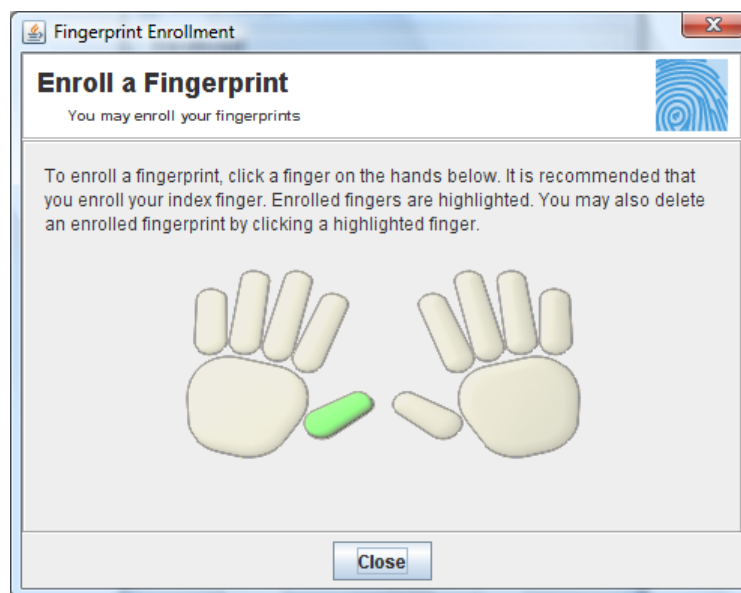 Fingerprint Enrollment
Enroll a Fingerprint
You may enroll your fingerprints
To enroll a fingerprint, click a finger on the hands below. It is recommended that
you enroll your index finger. Enrolled fingers are highlighted. You may also delete
an enrolled fingerprint by clicking a highlighted finger.
Close